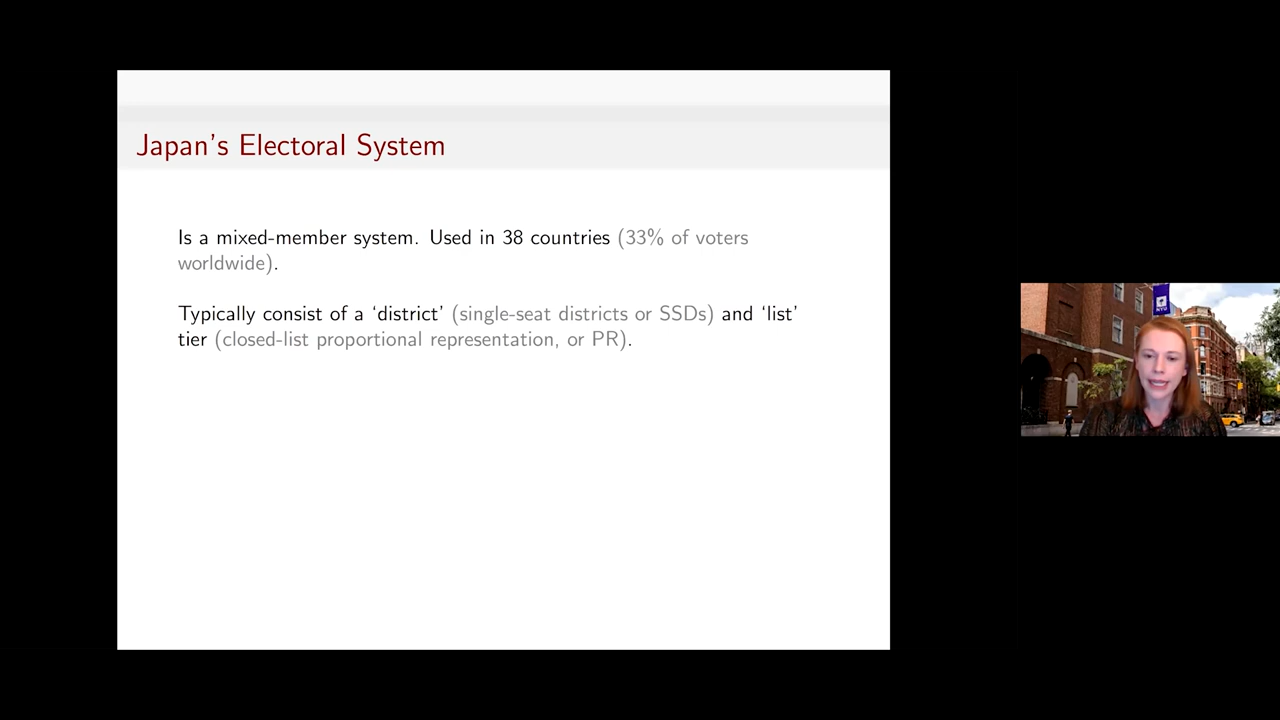 Japan's Electoral System
Is a mixed-member system. Used in 38 countries (33% of voters
worldwide).
Typically consist of a ‘district’ (single-seat districts or SSDs) and ‘list’
tier (closed-list proportional representation, or PR).
NYU